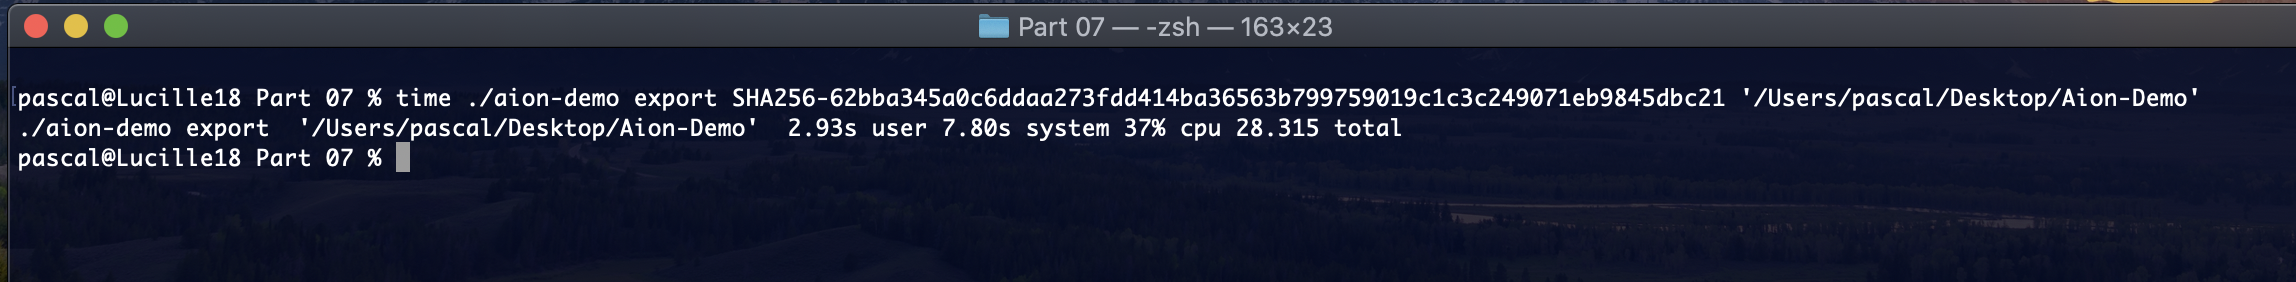 Part 07 — -zsh — 163×23
pascal@Lucille18 Part 07 % time ./aion-demo export SHA256-62bba345a0c6ddaa273fdd414ba36563b799759019c1c3c249071eb9845dbc21 '/Users/pascal/Desktop/Aion-Demo'
./aion-demo export  '/Users/pascal/Desktop/Aion-Demo'  2.93s user 7.80s system 37% cpu 28.315 total
pascal@Lucille18 Part 07 %